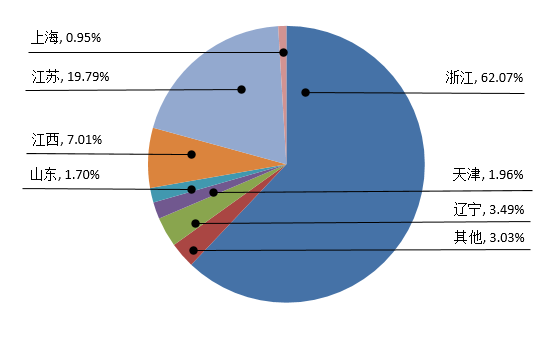 上海, 0.95%
江苏, 19.79%
浙江, 62.07%
江西, 7.01%
山东, 1.70%
天津, 1.96%
辽宁, 3.49%
其他, 3.03%